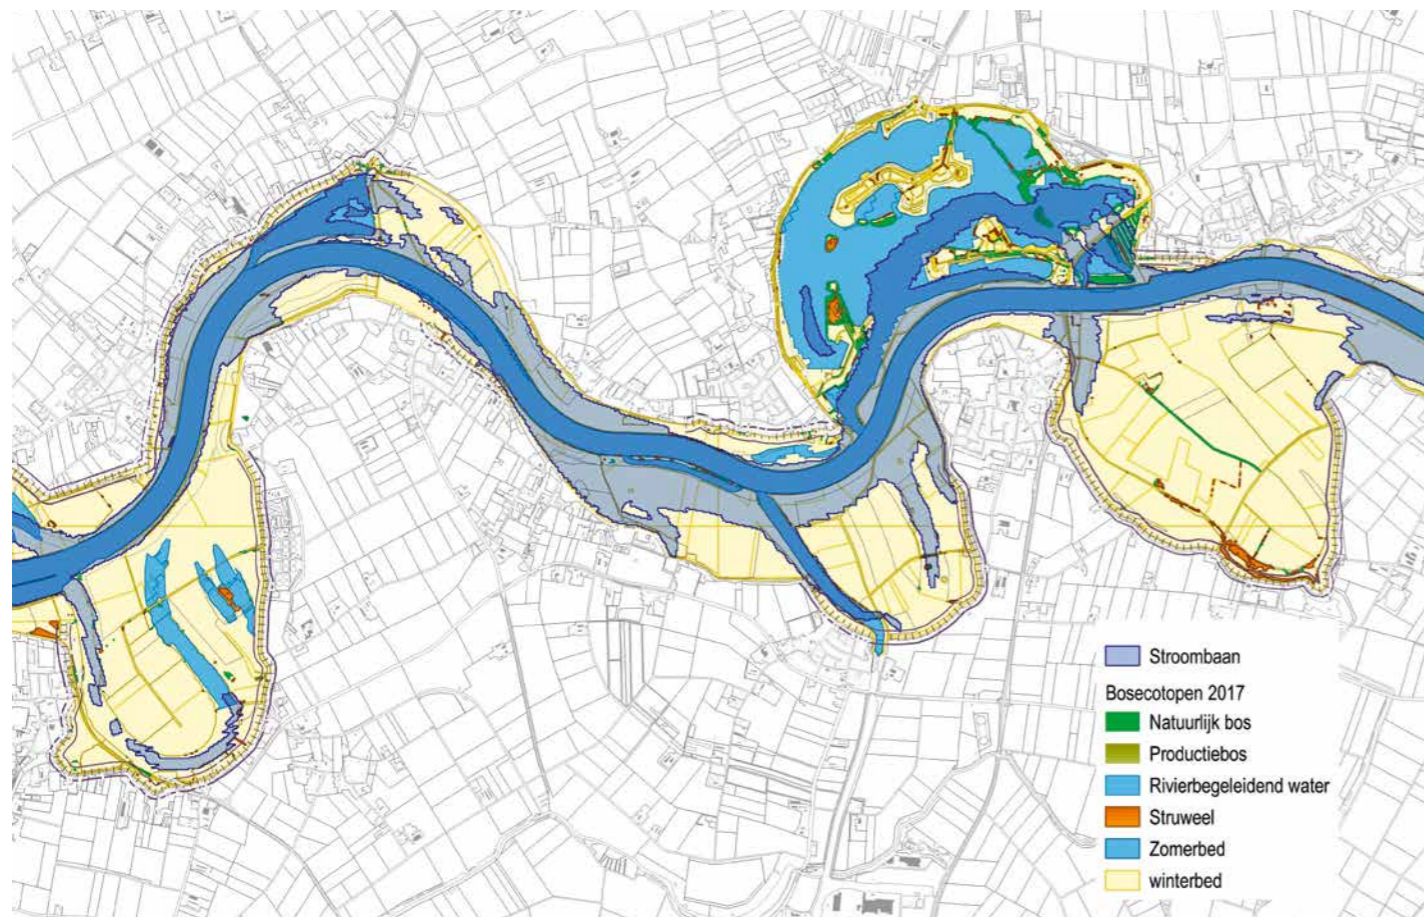 Stroombaan
Bosecotopen 2017
Natuurlijk bos
Productiebos
Rivierbegeleidend water
Struweel
Zomerbed
winterbed